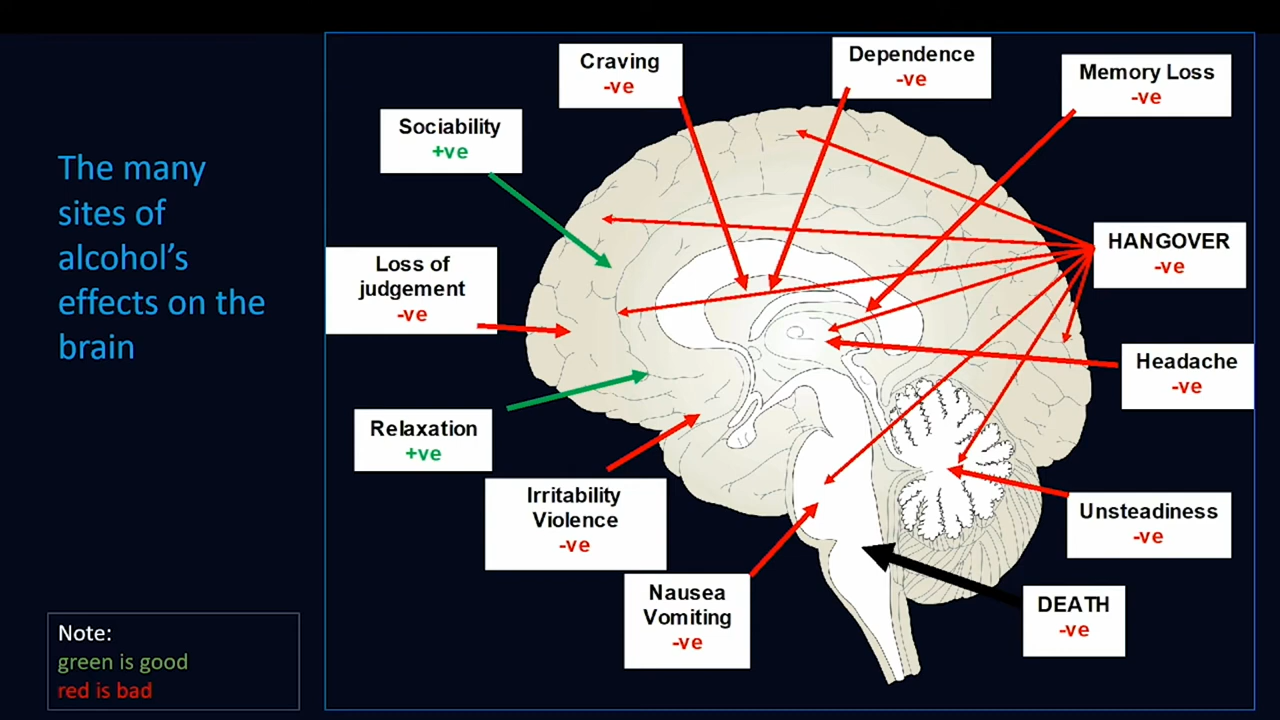 The many
sites of
alcohol's
effects on the
brain
Note:
green is good
red is bad
Craving
-ve
Dependence
-ve
Memory Loss
-ve
Sociability
+ve
HANGOVER
-ve
Loss of
judgement
-ve
Headache
-ve
Relaxation
+ve
Irritability
Violence
-ve
Unsteadiness
-ve
Nausea
Vomiting
-ve
DEATH
-ve